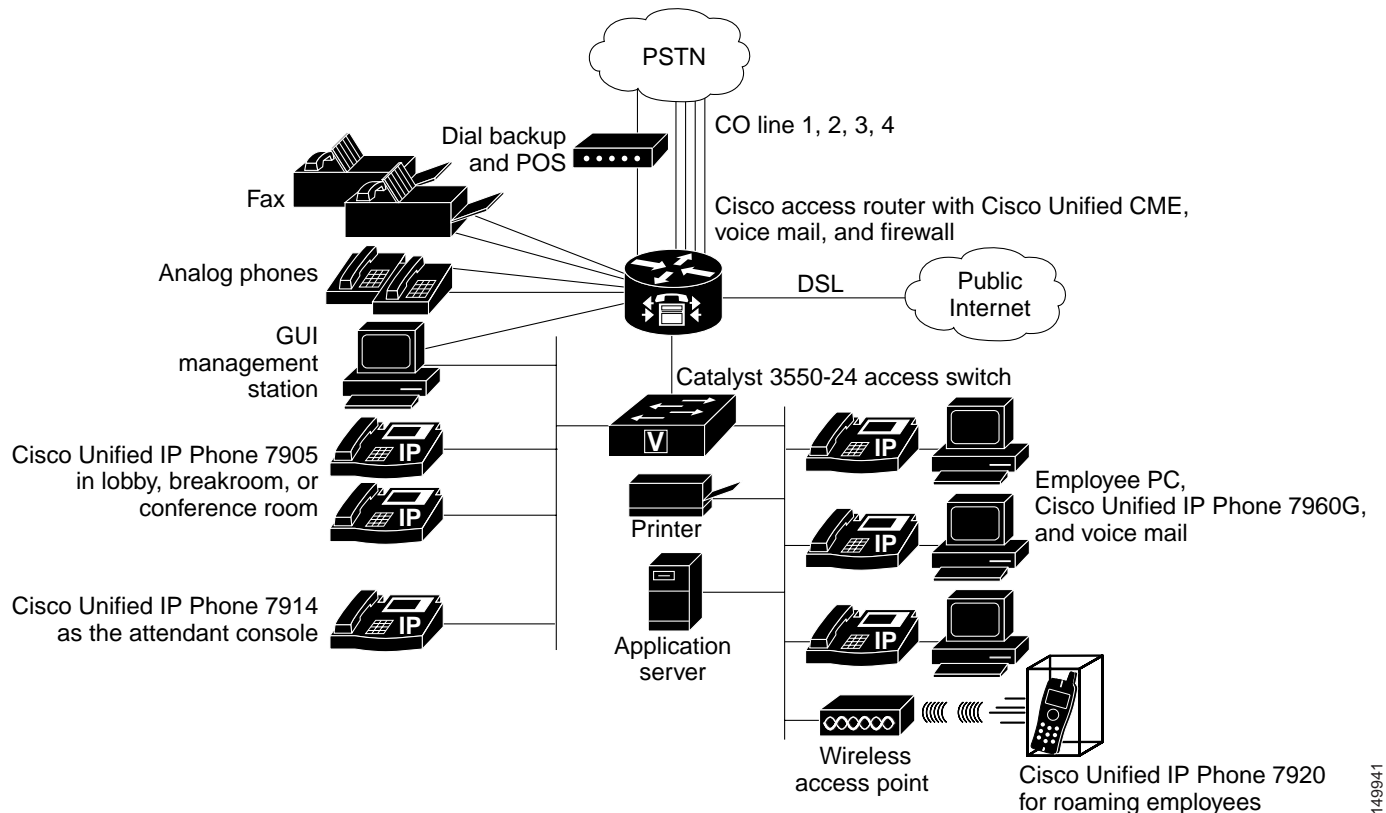 PSTN
CO line 1, 2, 3, 4
Dial backup
and POS
Fax
Cisco access router with Cisco Unified CME,
voice mail, and firewall
Analog phones
DSL
Public
Internet
GUI
management
station
Catalyst 3550-24 access switch
V
Cisco Unified IP Phone 7905
in lobby, breakroom, or
conference room
IP
IP
Printer
IP
IP
IP
Employee PC,
Cisco Unified IP Phone 7960G,
and voice mail
Cisco Unified IP Phone 7914
as the attendant console
IP
Application
server
Wireless
access point
Cisco Unified IP Phone 7920
for roaming employees
149941